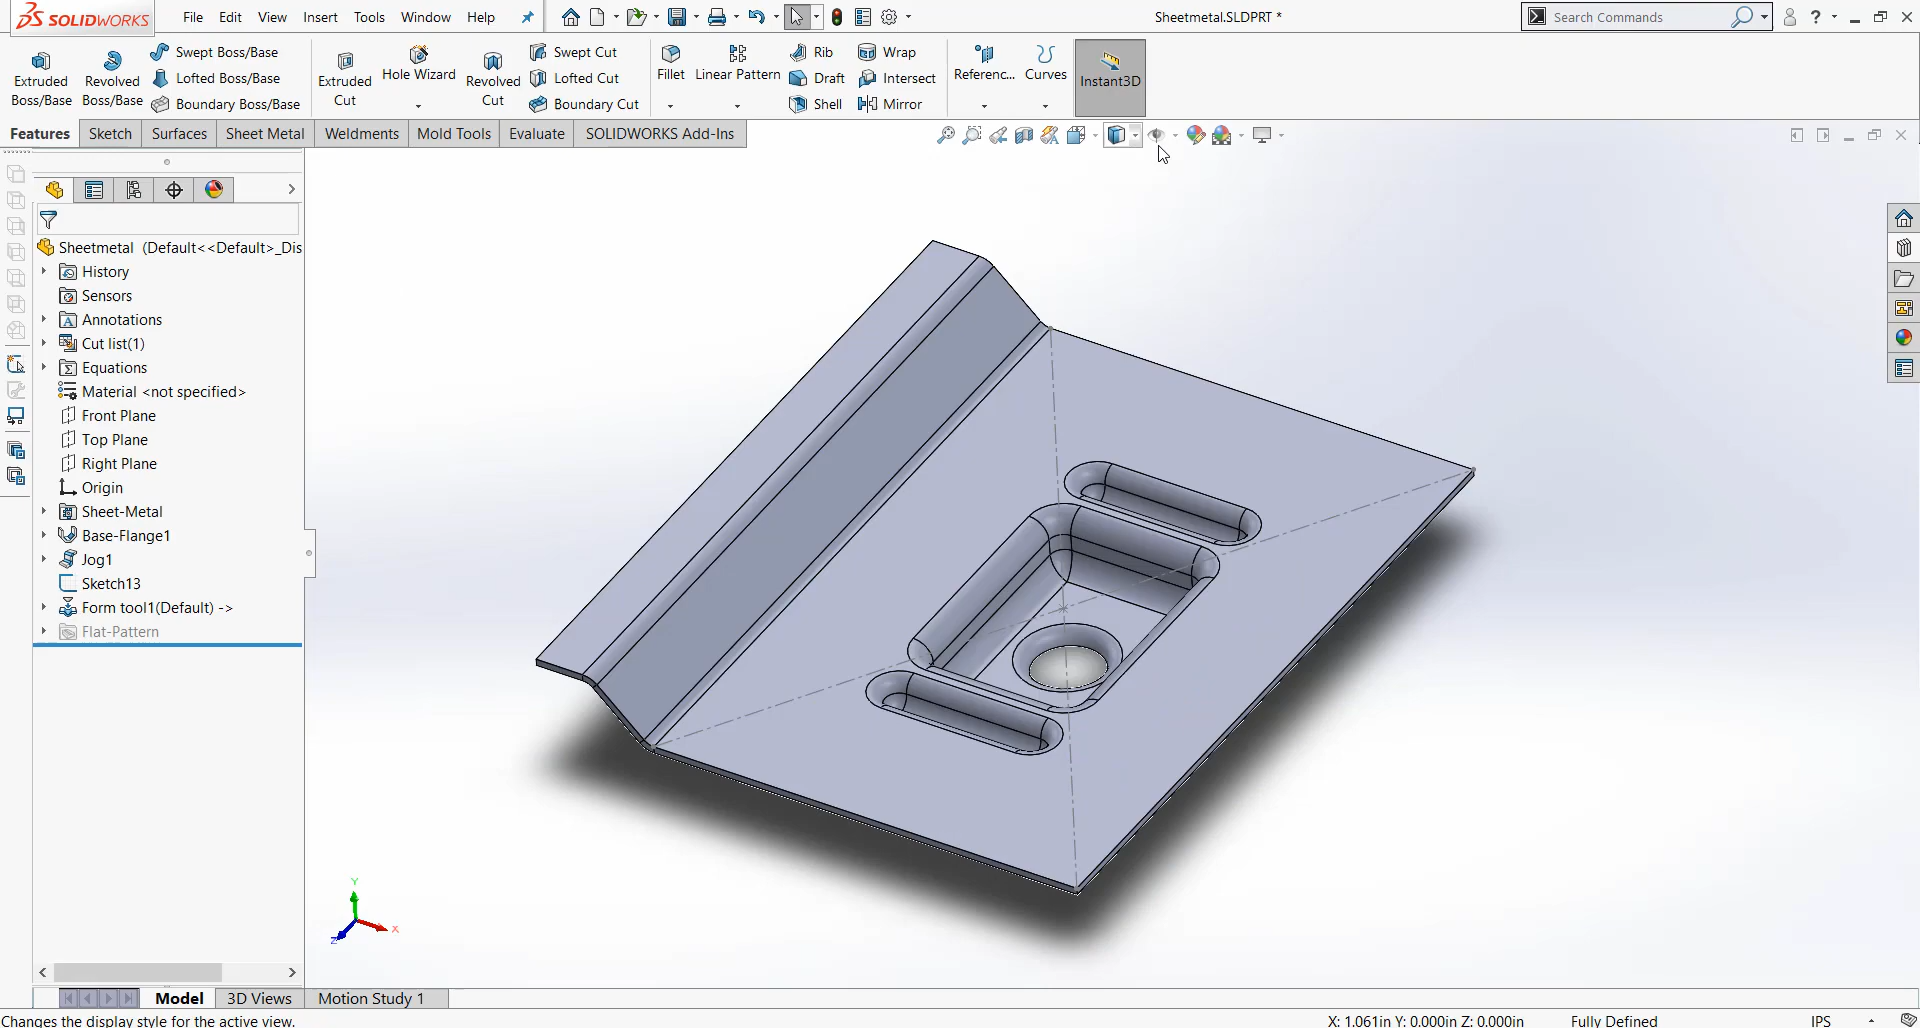 SOLIDWORKS
File Edit View Insert Tools Window Help
Sheetmetal.SLDPRT *
Search Commands
Extruded Boss/Base
Revolved Boss/Base
Swept Boss/Base
Lofted Boss/Base
Boundary Boss/Base
Extruded Cut
Hole Wizard
Revolved Cut
Swept Cut
Lofted Cut
Boundary Cut
Fillet
Linear Pattern
Rib
Draft
Shell
Wrap
Intersect
Mirror
Referenc...
Curves
Instant3D
Features Sketch Surfaces Sheet Metal Weldments Mold Tools Evaluate SOLIDWORKS Add-Ins
Sheetmetal (Default<<Default>_Dis
History
Sensors
Annotations
Cut list(1)
Equations
Material <not specified>
Front Plane
Top Plane
Right Plane
Origin
Sheet-Metal
Base-Flange1
Jog1
Sketch13
Form tool1(Default) ->
Flat-Pattern
Y
X
Z
Model 3D Views Motion Study 1
Changes the display style for the active view.
X: 1.061in Y: 0.000in Z: 0.000in
Fully Defined
IPS